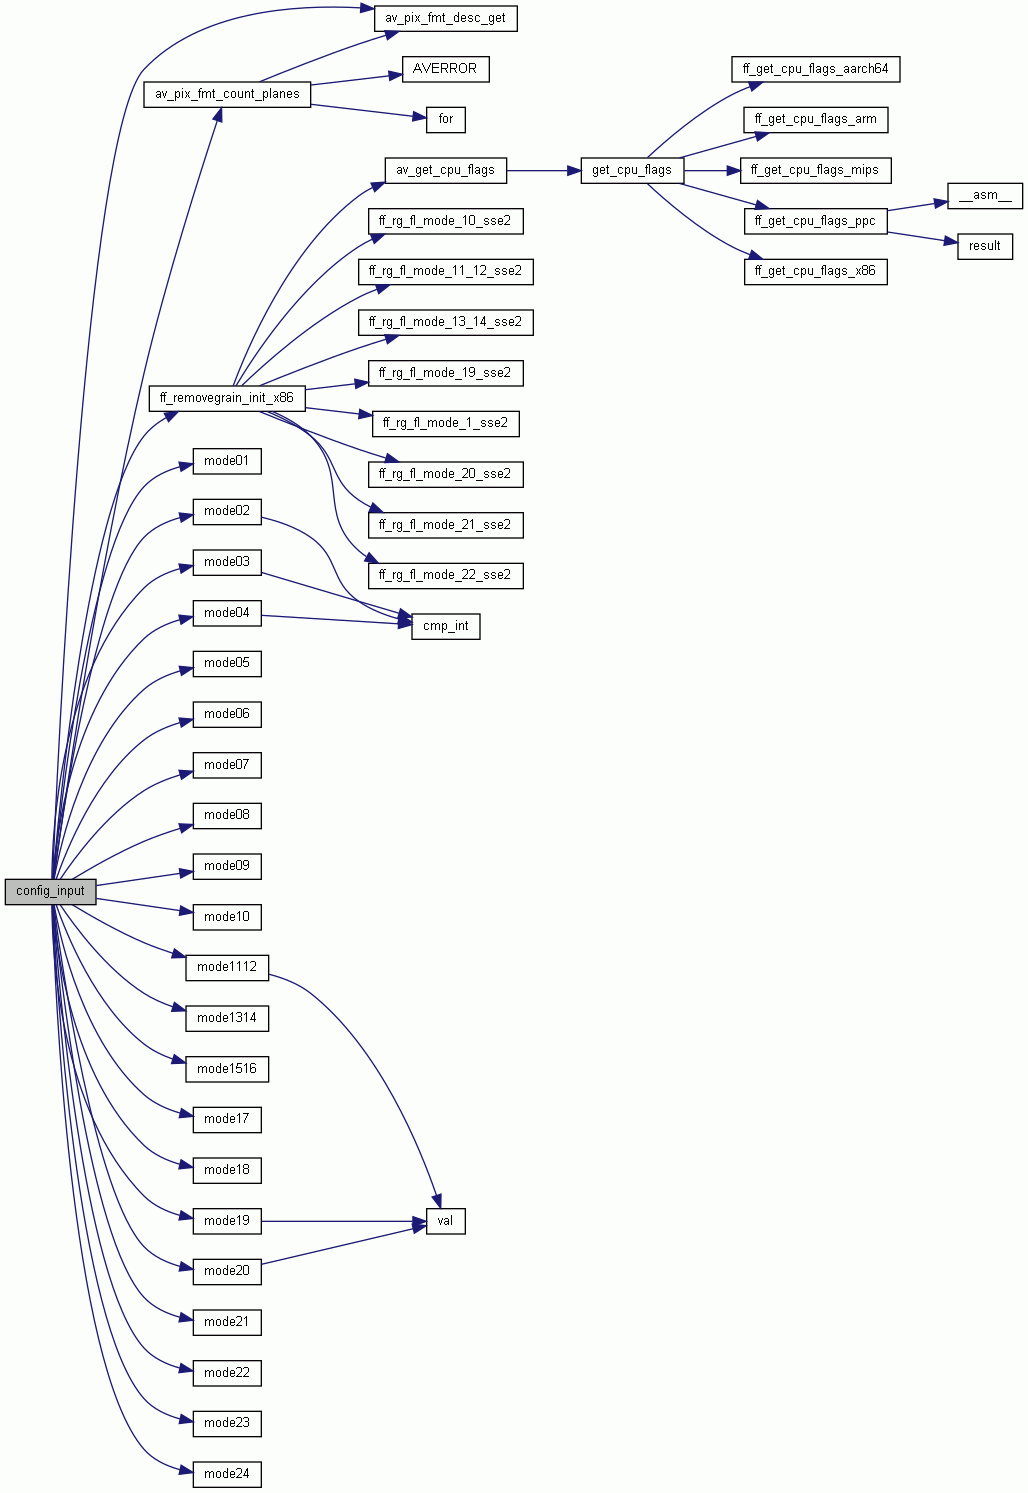 av_pix_fmt_desc_get
AVERROR
ff_get_cpu_flags_aarch64
av_pix_fmt_count_planes
for
ff_get_cpu_flags_arm
av_get_cpu_flags
get_cpu_flags
ff_get_cpu_flags_mips
__asm__
ff_rg_fl_mode_10_sse2
ff_get_cpu_flags_ppc
result
ff_rg_fl_mode_11_12_sse2
ff_get_cpu_flags_x86
ff_rg_fl_mode_13_14_sse2
ff_rg_fl_mode_19_sse2
ff_removegrain_init_x86
ff_rg_fl_mode_1_sse2
mode01
ff_rg_fl_mode_20_sse2
mode02
ff_rg_fl_mode_21_sse2
mode03
ff_rg_fl_mode_22_sse2
mode04
cmp_int
mode05
mode06
mode07
mode08
mode09
config_input
mode10
mode1112
mode1314
mode1516
mode17
mode18
mode19
val
mode20
mode21
mode22
mode23
mode24